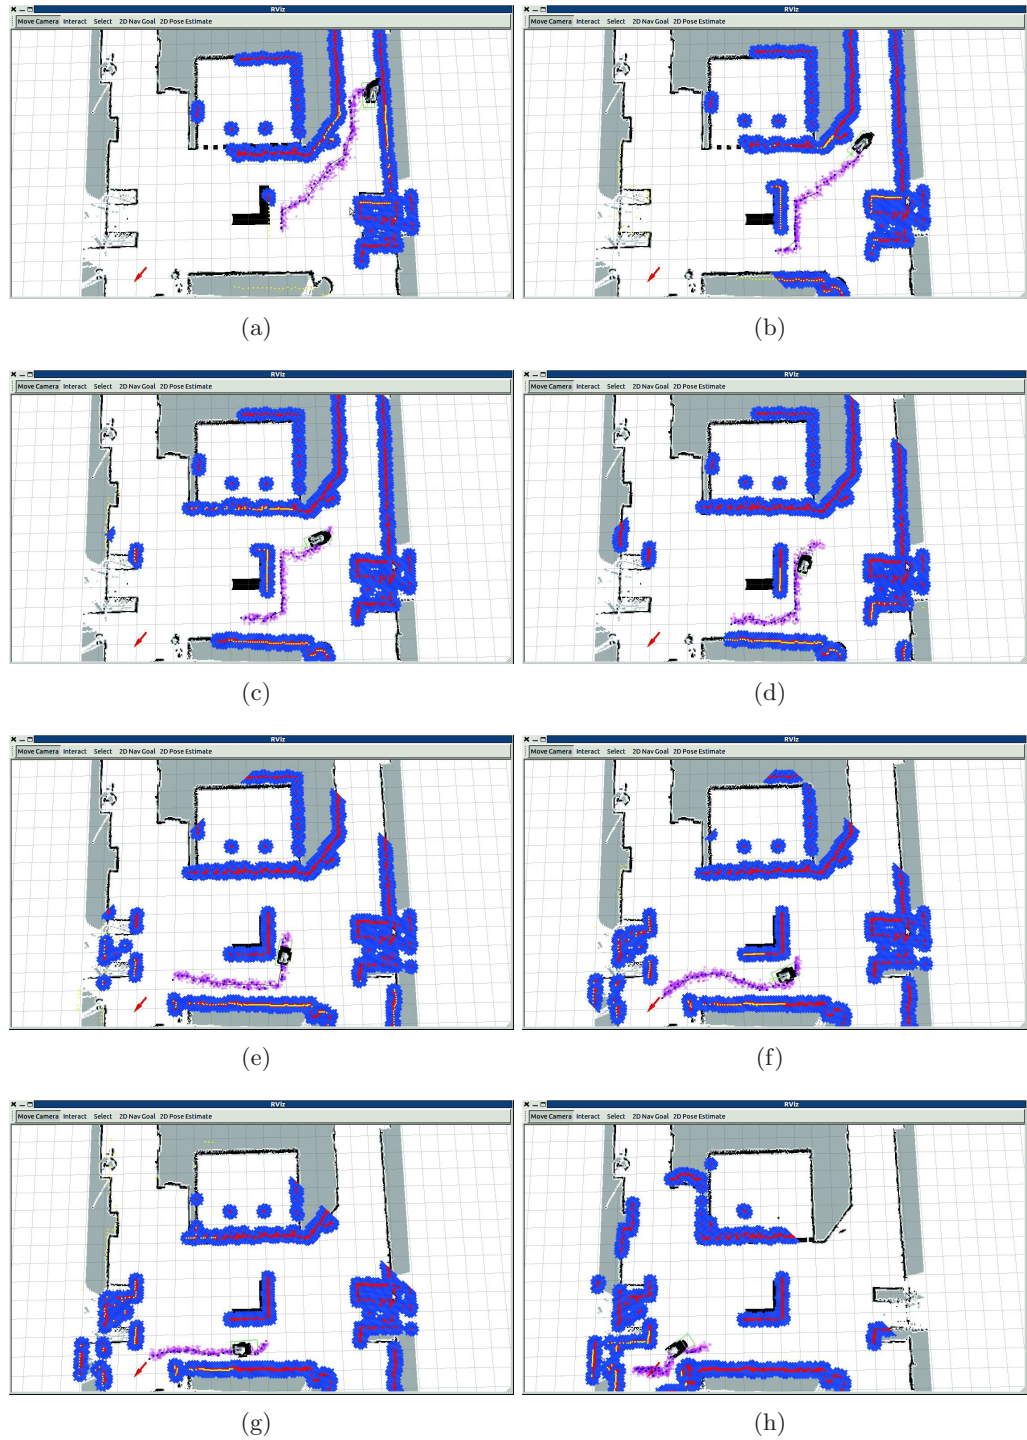 RViz RViz
Move Camera Interact Select 2D Nav Goal 2D Pose Estimate Move Camera Interact Select 2D Nav Goal 2D Pose Estimate
(a) (b)
RViz RViz
Move Camera Interact Select 2D Nav Goal 2D Pose Estimate Move Camera Interact Select 2D Nav Goal 2D Pose Estimate
(c) (d)
RViz RViz
Move Camera Interact Select 2D Nav Goal 2D Pose Estimate Move Camera Interact Select 2D Nav Goal 2D Pose Estimate
(e) (f)
RViz RViz
Move Camera Interact Select 2D Nav Goal 2D Pose Estimate Move Camera Interact Select 2D Nav Goal 2D Pose Estimate
(g) (h)